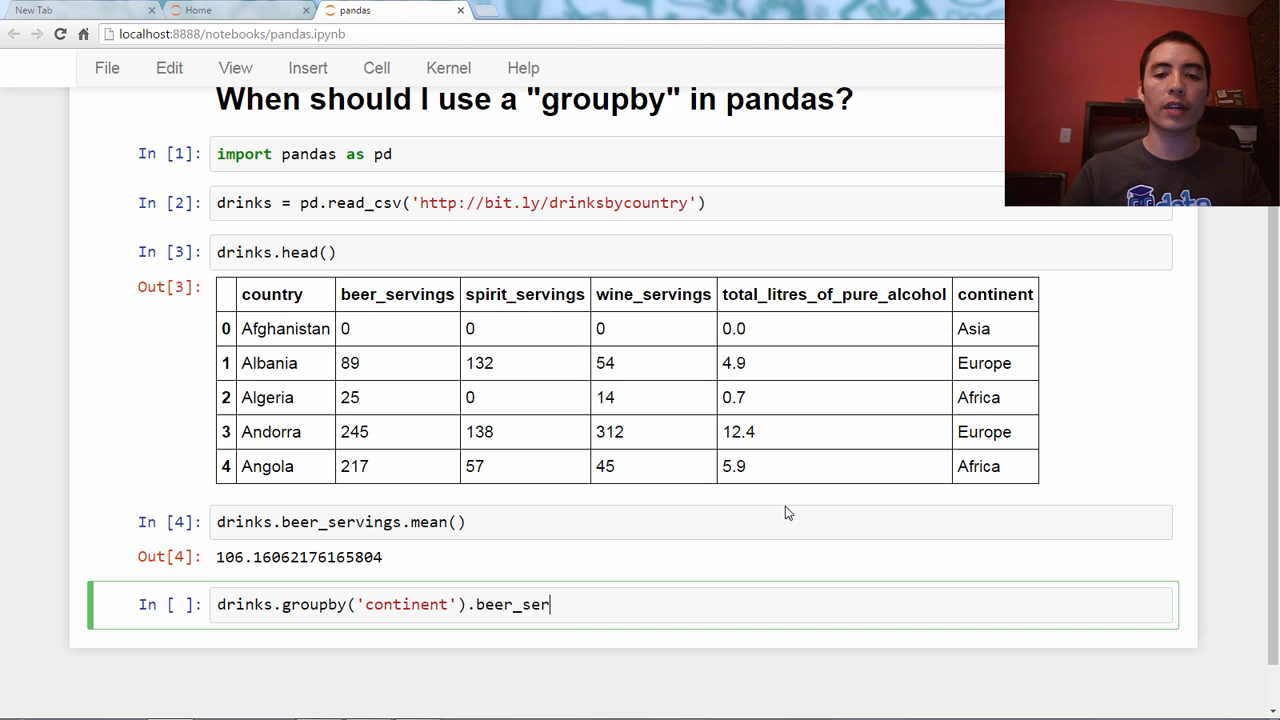 New Tab
Home
pandas
localhost:8888/notebooks/pandas.ipynb
File Edit View Insert Cell Kernel Help
When should I use a "groupby" in pandas?
In [1]: import pandas as pd
In [2]: drinks = pd.read_csv('http://bit.ly/drinksbycountry')
In [3]: drinks.head()
Out[3]:
country beer_servings spirit_servings wine_servings total_litres_of_pure_alcohol continent
0 Afghanistan 0 0 0 0.0 Asia
1 Albania 89 132 54 4.9 Europe
2 Algeria 25 0 14 0.7 Africa
3 Andorra 245 138 312 12.4 Europe
4 Angola 217 57 45 5.9 Africa
In [4]: drinks.beer_servings.mean()
Out[4]: 106.16062176165804
In [ ]: drinks.groupby('continent').beer_ser